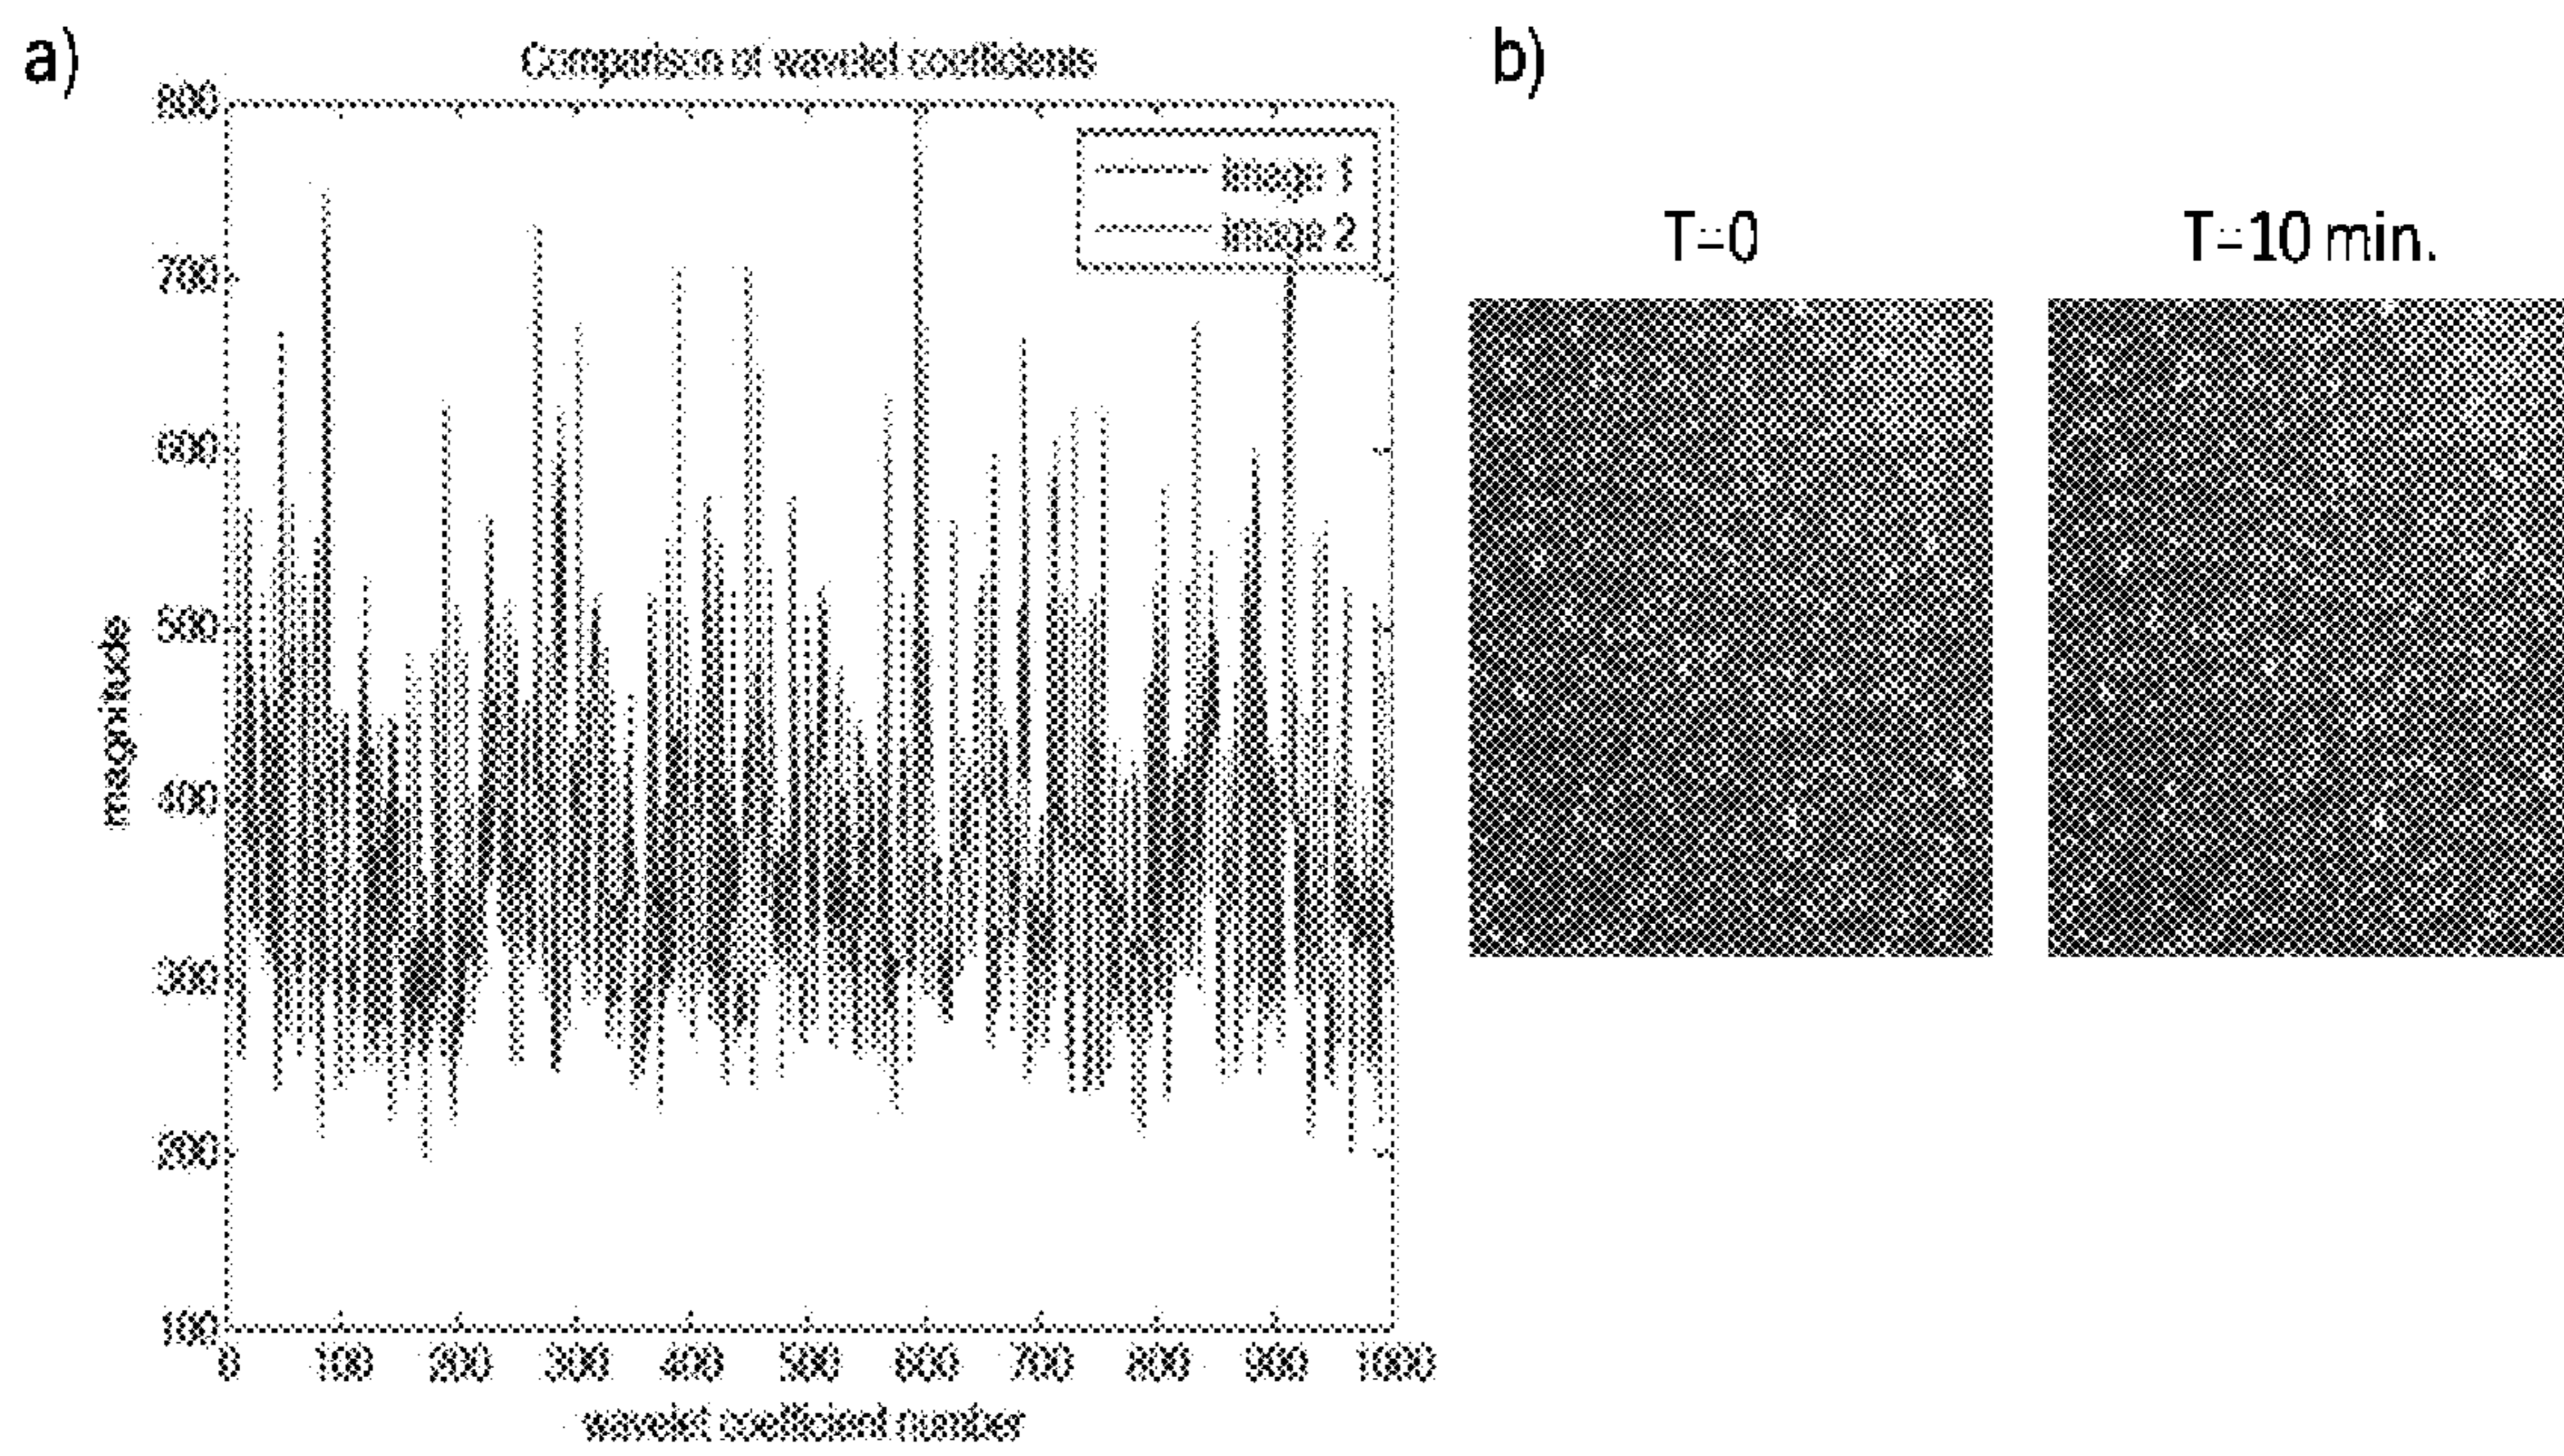 a)
Comparison of wavelet coefficients
800
700
600
500
400
300
200
100
magnitude
image 1
image 2
0 100 200 300 400 500 600 700 800 900 1000
wavelet coefficient number
b)
T=0
T=10 min.